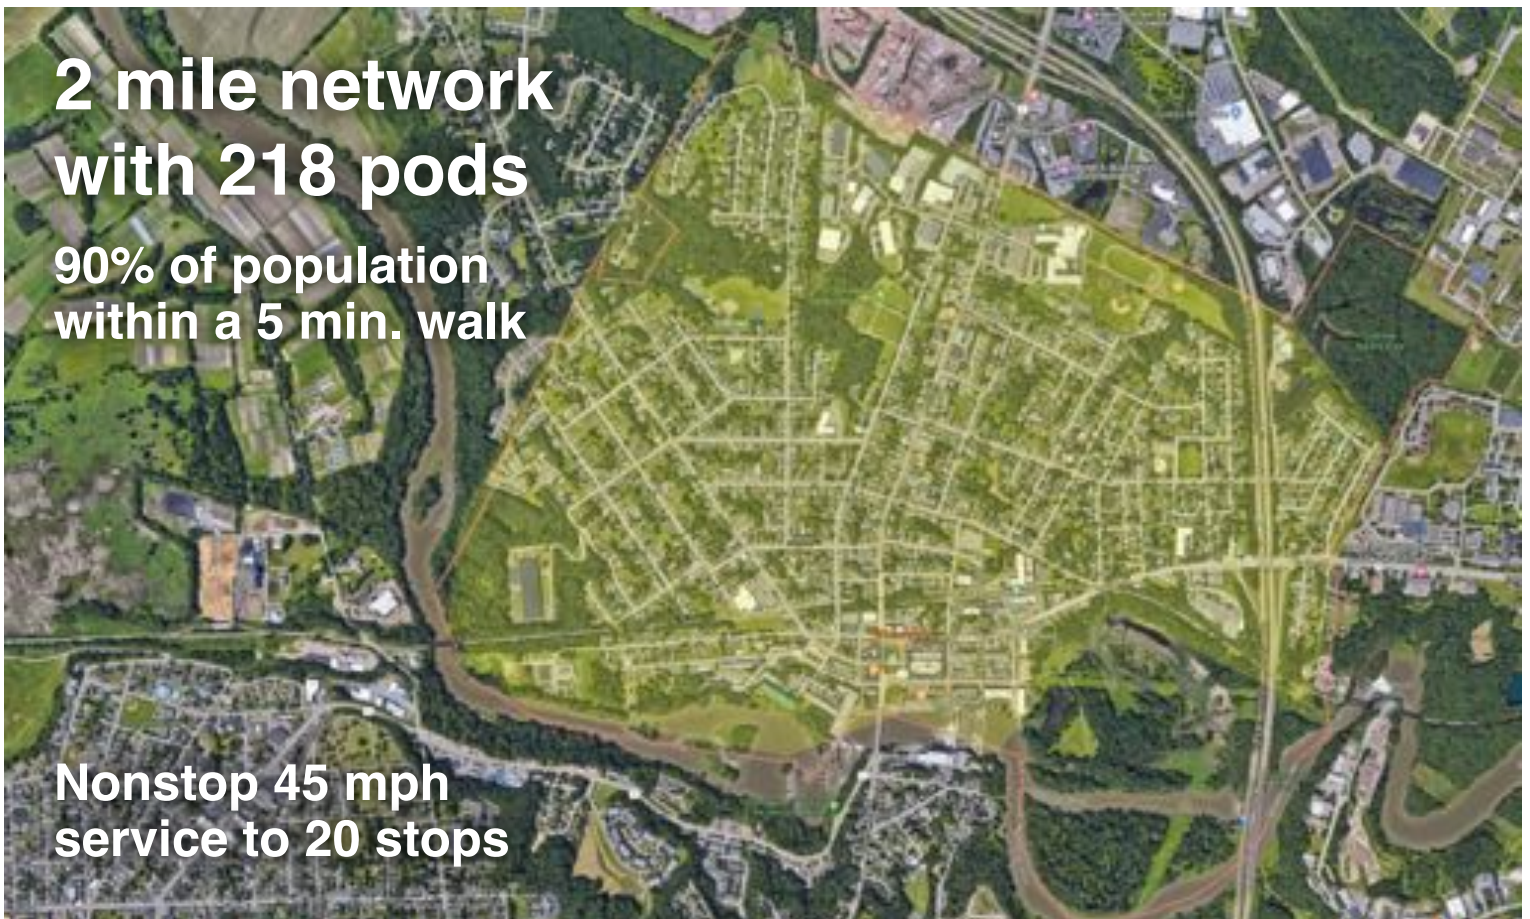 2 mile network
with 218 pods
90% of population
within a 5 min. walk
Nonstop 45 mph
service to 20 stops